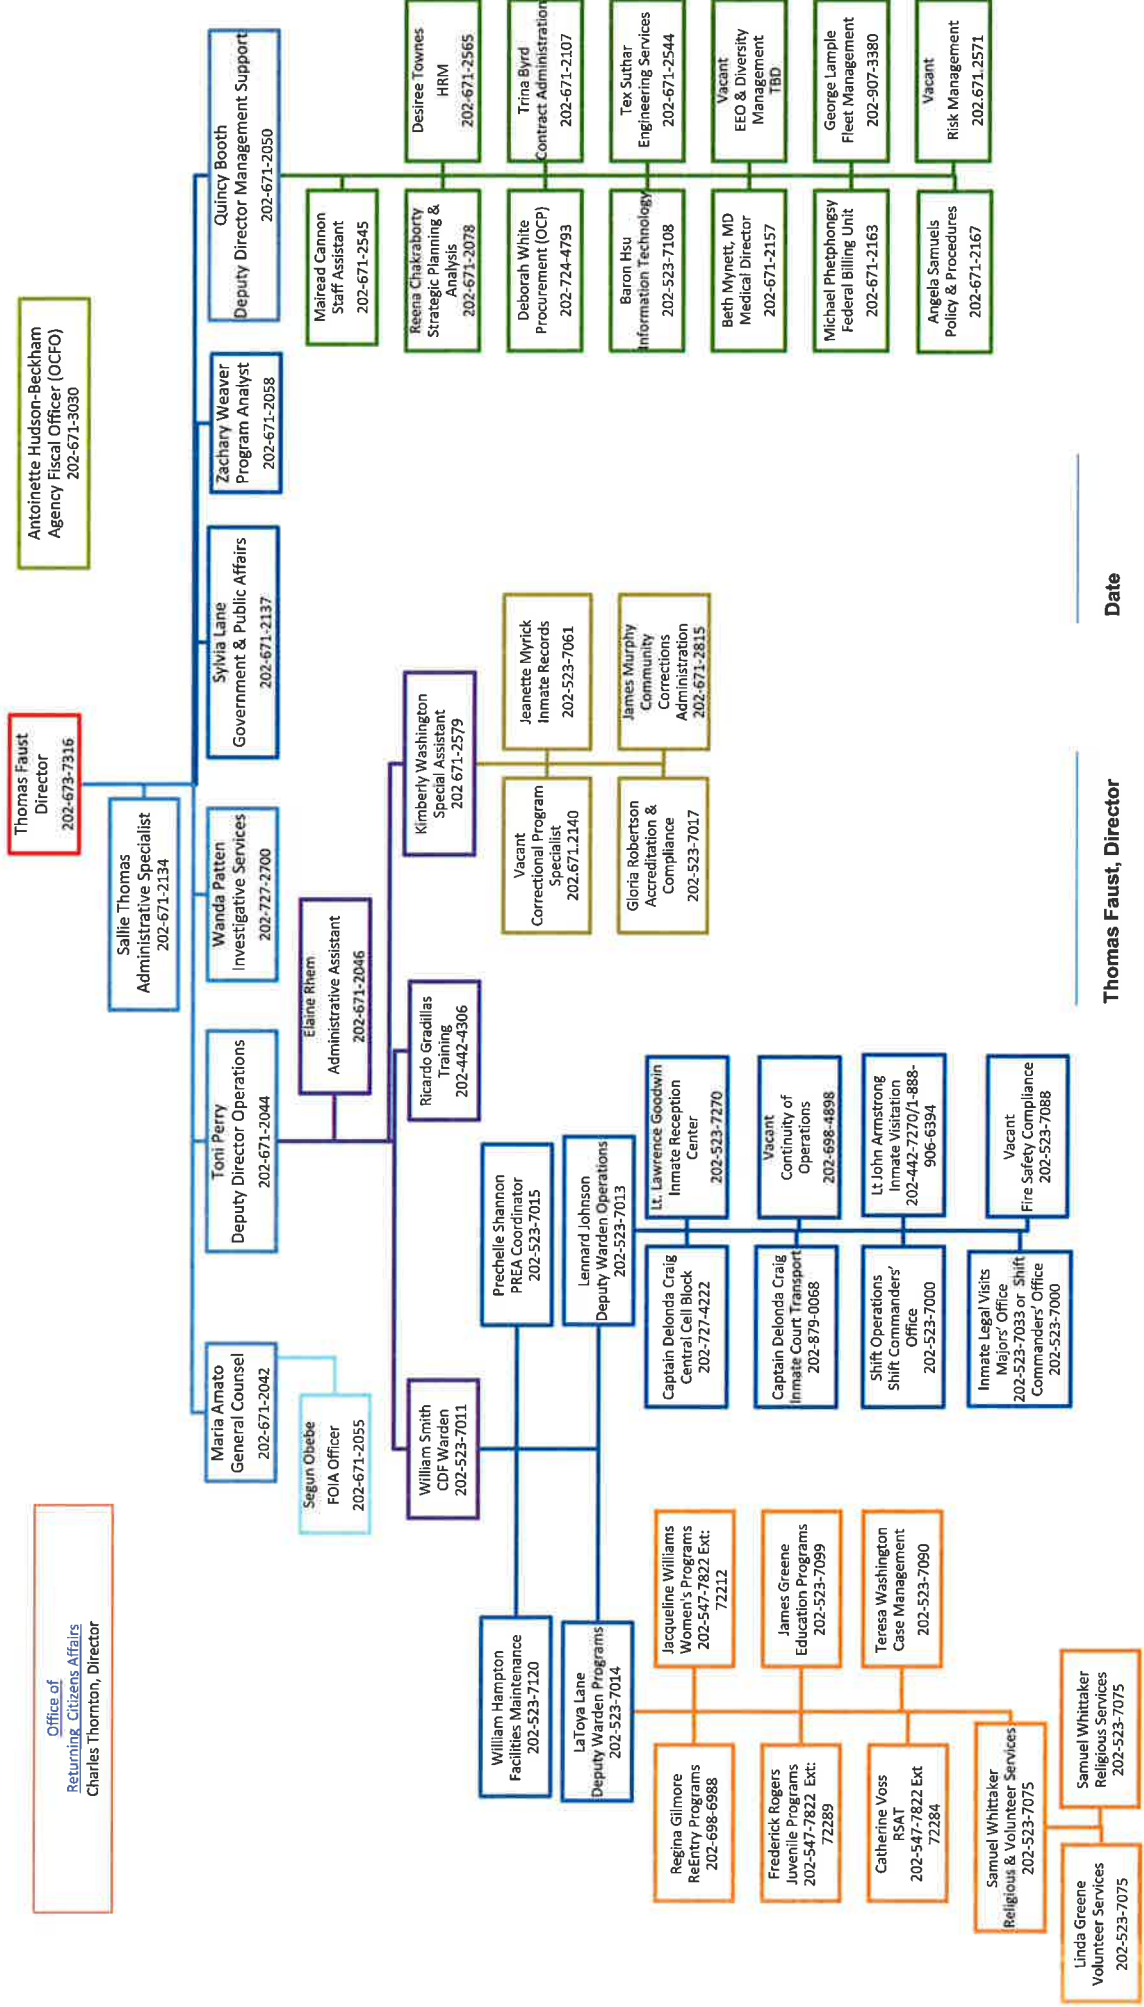 Office of
Returning Citizens Affairs
Charles Thornton, Director
Thomas Faust
Director
202-673-7316
Antoinette Hudson-Beckham
Agency Fiscal Officer (OCFO)
202-671-3030
Sallie Thomas
Administrative Specialist
202-671-2134
Maria Amato
General Counsel
202-671-2042
Toni Perry
Deputy Director Operations
202-671-2044
Wanda Patten
Investigative Services
202-727-2700
Sylvia Lane
Government & Public Affairs
202-671-2137
Zachary Weaver
Program Analyst
202-671-2058
Quincy Booth
Deputy Director Management Support
202-671-2050
Segun Obebe
FOIA Officer
202-671-2055
Elaine Rhem
Administrative Assistant
202-671-2046
William Smith
CDF Warden
202-523-7011
Ricardo Gradillas
Training
202-442-4306
Kimberly Washington
Special Assistant
202 671-2579
Mairead Cannon
Staff Assistant
202-671-2545
Reena Chakraborty
Strategic Planning &
Analysis
202-671-2078
Desiree Townes
HRM
202-671-2565
Deborah White
Procurement (OCP)
202-724-4793
Trina Byrd
Contract Administration
202-671-2107
Baron Hsu
Information Technology
202-523-7108
Tex Suthar
Engineering Services
202-671-2544
Beth Mynett, MD
Medical Director
202-671-2157
Vacant
EEO & Diversity
Management
TBD
Michael Phetphongsy
Federal Billing Unit
202-671-2163
George Lample
Fleet Management
202-907-3380
Angela Samuels
Policy & Procedures
202-671-2167
Vacant
Risk Management
202.671.2571
Vacant
Correctional Program
Specialist
202.671.2140
Jeanette Myrick
Inmate Records
202-523-7061
Gloria Robertson
Accreditation &
Compliance
202-523-7017
James Murphy
Community
Corrections
Administration
202-671-2815
William Hampton
Facilities Maintenance
202-523-7120
Prechelle Shannon
PREA Coordinator
202-523-7015
LaToya Lane
Deputy Warden Programs
202-523-7014
Lennard Johnson
Deputy Warden Operations
202-523-7013
Regina Gilmore
ReEntry Programs
202-698-6988
Jacqueline Williams
Women's Programs
202-547-7822 Ext:
72212
Frederick Rogers
Juvenile Programs
202-547-7822 Ext:
72289
James Greene
Education Programs
202-523-7099
Catherine Voss
RSAT
202-547-7822 Ext
72284
Teresa Washington
Case Management
202-523-7090
Samuel Whittaker
Religious & Volunteer Services
202-523-7075
Linda Greene
Volunteer Services
202-523-7075
Samuel Whittaker
Religious Services
202-523-7075
Captain Delonda Craig
Central Cell Block
202-727-4222
Lt. Lawrence Goodwin
Inmate Reception
Center
202-523-7270
Captain Delonda Craig
Inmate Court Transport
202-879-0068
Vacant
Continuity of
Operations
202-698-4898
Shift Operations
Shift Commanders'
Office
202-523-7000
Lt John Armstrong
Inmate Visitation
202-442-7270/1-888-
906-6394
Inmate Legal Visits
Majors' Office
202-523-7033 or Shift
Commanders' Office
202-523-7000
Vacant
Fire Safety Compliance
202-523-7088
Thomas Faust, Director
Date